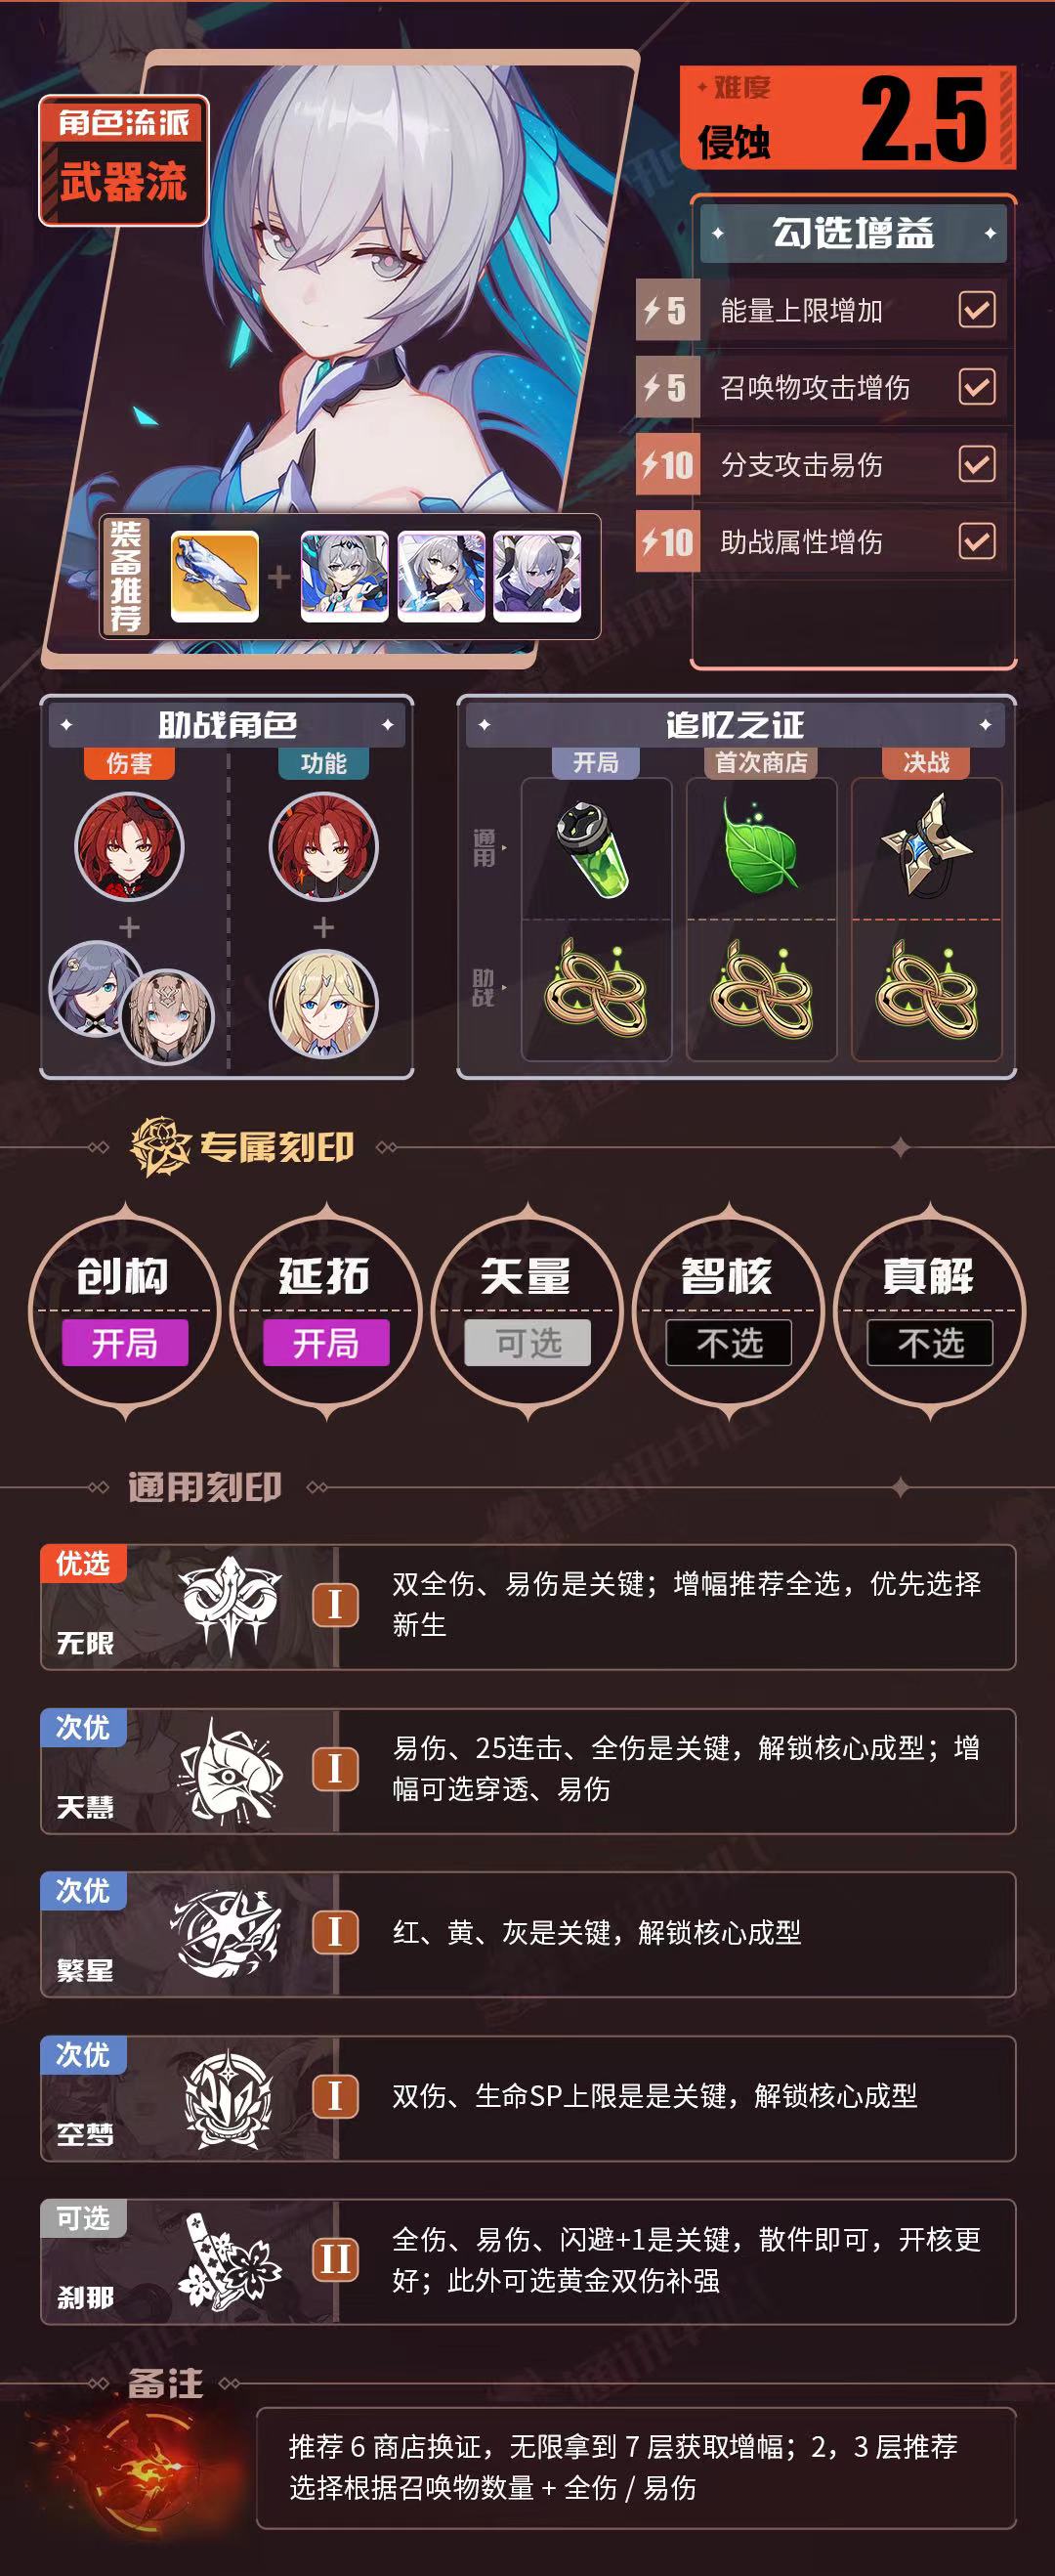 角色流派
武器流
难度
侵蚀
2.5
勾选增益
5 能量上限增加
5 召唤物攻击增伤
10 分支攻击易伤
10 助战属性增伤
装备推荐
+
助战角色
伤害
功能
+
+
追忆之证
开局
首次商店
决战
通用
助战
专属刻印
创构
开局
延拓
开局
矢量
可选
智核
不选
真解
不选
通用刻印
优选
无限
I
双全伤、易伤是关键；增幅推荐全选，优先选择
新生
次优
天慧
I
易伤、25连击、全伤是关键，解锁核心成型；增
幅可选穿透、易伤
次优
繁星
I
红、黄、灰是关键，解锁核心成型
次优
空梦
I
双伤、生命SP上限是是关键，解锁核心成型
可选
刹那
II
全伤、易伤、闪避+1是关键，散件即可，开核更
好；此外可选黄金双伤补强
备注
推荐 6 商店换证，无限拿到 7 层获取增幅；2，3 层推荐
选择根据召唤物数量 + 全伤 / 易伤